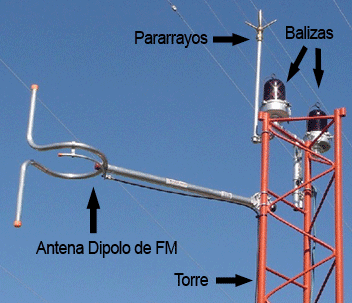 Pararrayos
Balizas
Antena Dipolo de FM
Torre